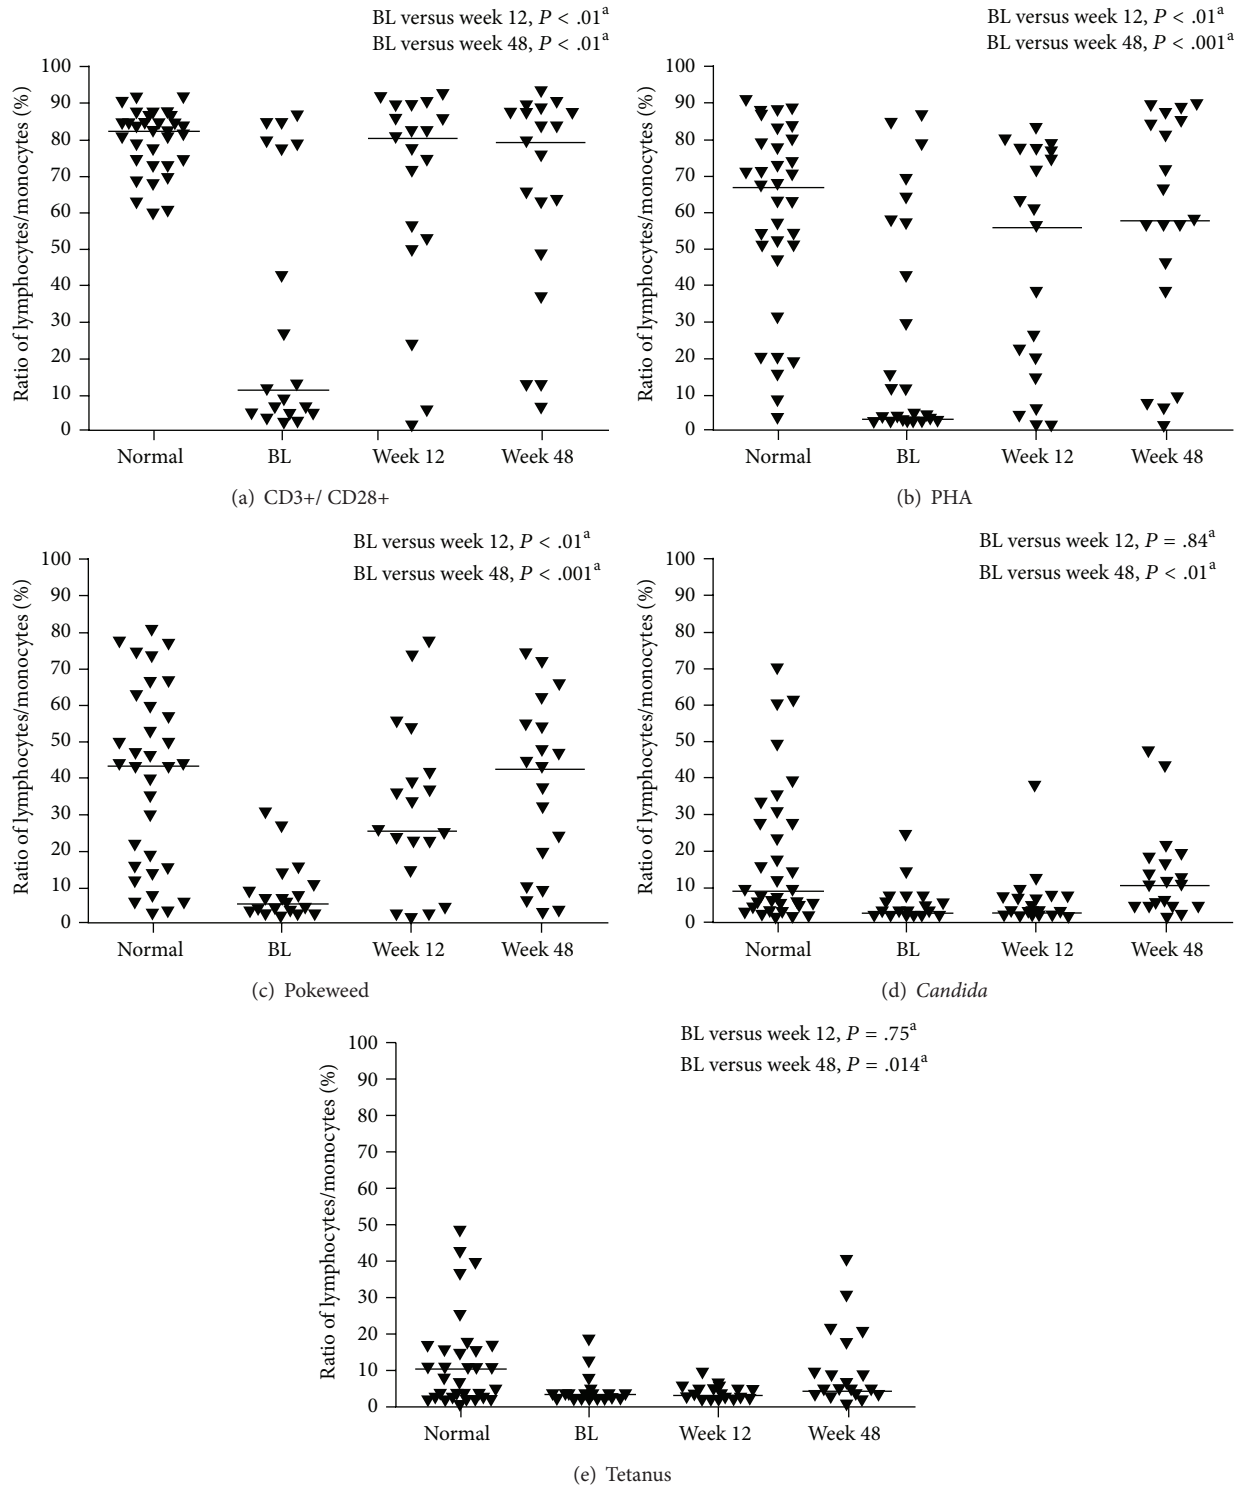 BL versus week 12, P < .01a
BL versus week 48, P < .01a
Ratio of lymphocytes/monocytes (%)
100
90
80
70
60
50
40
30
20
10
0
Normal BL Week 12 Week 48
(a) CD3+/ CD28+
BL versus week 12, P < .01a
BL versus week 48, P < .001a
Ratio of lymphocytes/monocytes (%)
100
90
80
70
60
50
40
30
20
10
0
Normal BL Week 12 Week 48
(b) PHA
BL versus week 12, P < .01a
BL versus week 48, P < .001a
Ratio of lymphocytes/monocytes (%)
100
90
80
70
60
50
40
30
20
10
0
Normal BL Week 12 Week 48
(c) Pokeweed
BL versus week 12, P = .84a
BL versus week 48, P < .01a
Ratio of lymphocytes/monocytes (%)
100
90
80
70
60
50
40
30
20
10
0
Normal BL Week 12 Week 48
(d) Candida
BL versus week 12, P = .75a
BL versus week 48, P = .014a
Ratio of lymphocytes/monocytes (%)
100
90
80
70
60
50
40
30
20
10
0
Normal BL Week 12 Week 48
(e) Tetanus